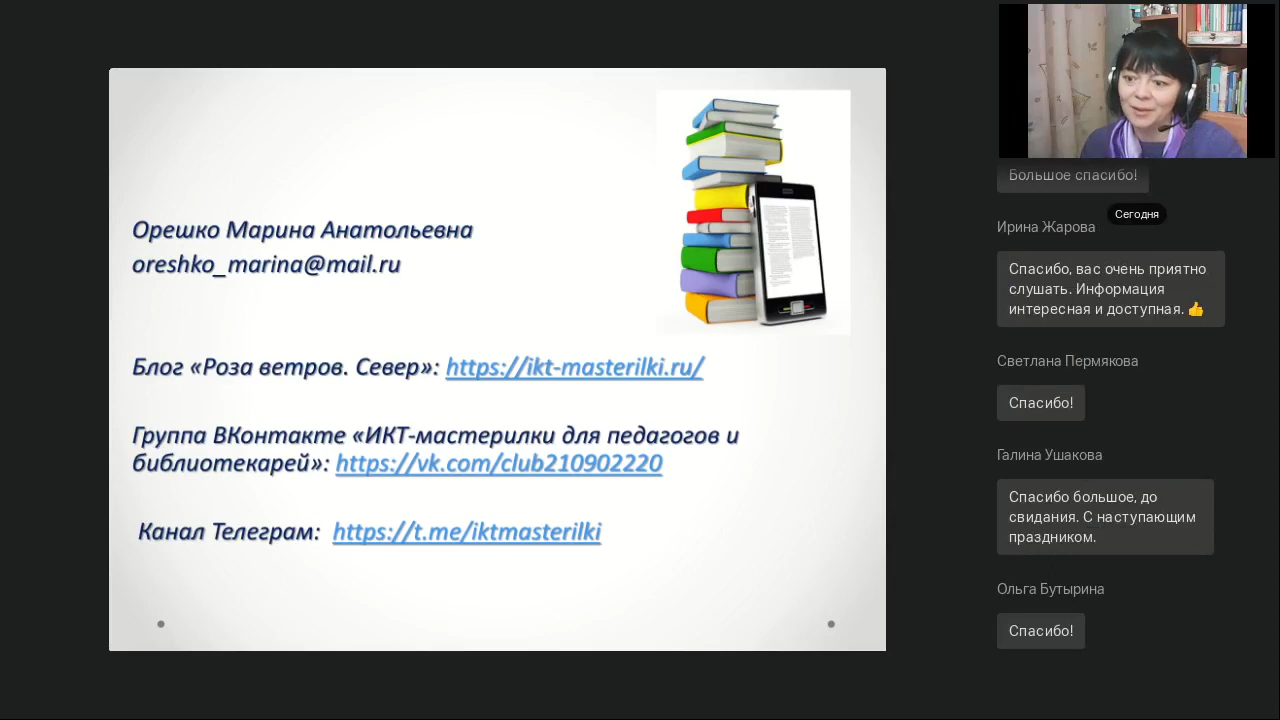 Орешко Марина Анатольевна
oreshko_marina@mail.ru
Блог «Роза ветров. Север»: https://ikt-masterilki.ru/
Группа ВКонтакте «ИКТ-мастерилки для педагогов и
библиотекарей»: https://vk.com/club210902220
Канал Телеграм: https://t.me/iktmasterilki
Большое спасибо!
Сегодня
Ирина Жарова
Спасибо, вас очень приятно
слушать. Информация
интересная и доступная. 👍
Светлана Пермякова
Спасибо!
Галина Ушакова
Спасибо большое, до
свидания. С наступающим
праздником.
Ольга Бутырина
Спасибо!